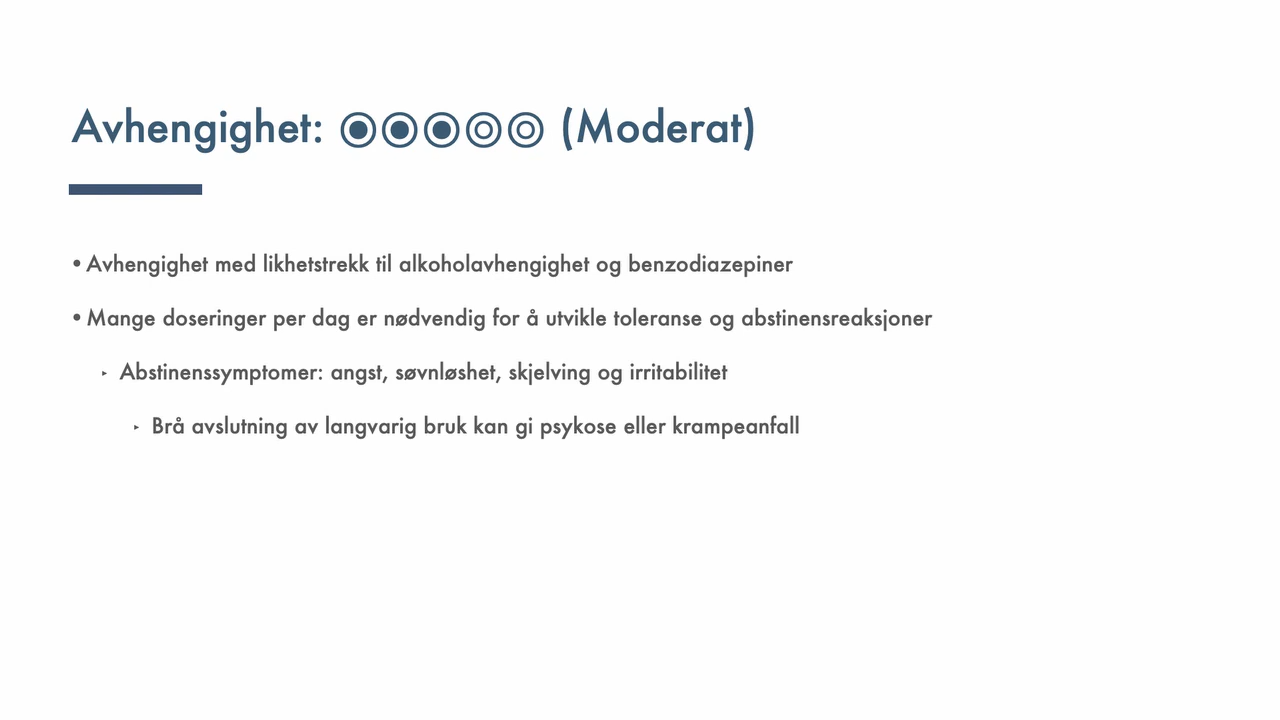 Avhengighet: ◉◉◉◎◎ (Moderat)
• Avhengighet med likhetstrekk til alkoholavhengighet og benzodiazepiner
• Mange doseringer per dag er nødvendig for å utvikle toleranse og abstinensreaksjoner
‣ Abstinenssymptomer: angst, søvnløshet, skjelving og irritabilitet
‣ Brå avslutning av langvarig bruk kan gi psykose eller krampeanfall